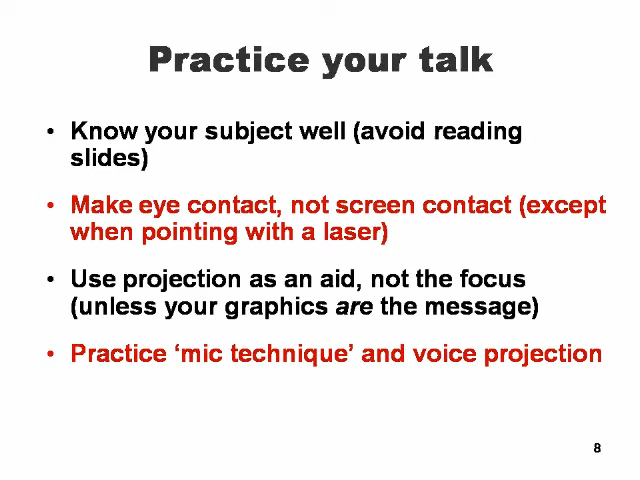 Practice your talk
• Know your subject well (avoid reading
slides)
• Make eye contact, not screen contact (except
when pointing with a laser)
• Use projection as an aid, not the focus
(unless your graphics are the message)
• Practice ‘mic technique’ and voice projection
8